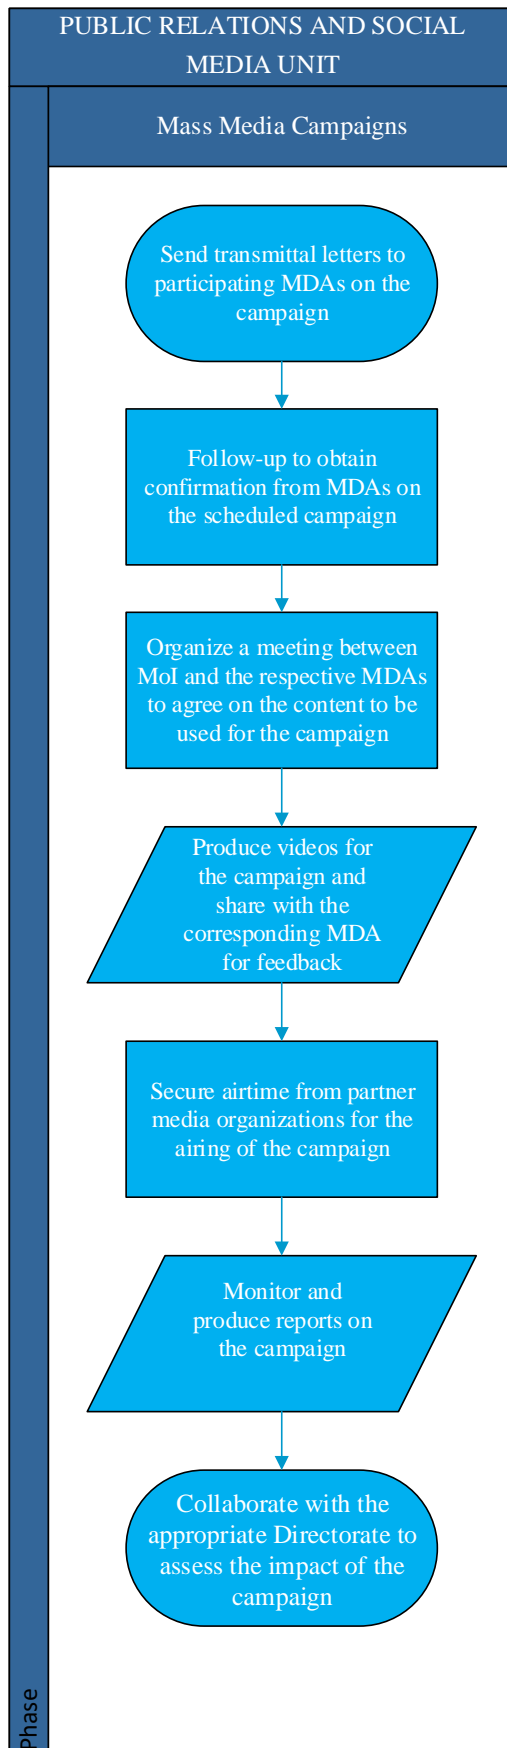 PUBLIC RELATIONS AND SOCIAL
MEDIA UNIT
Mass Media Campaigns
Send transmittal letters to
participating MDAs on the
campaign
Follow-up to obtain
confirmation from MDAs on
the scheduled campaign
Organize a meeting between
MoI and the respective MDAs
to agree on the content to be
used for the campaign
Produce videos for
the campaign and
share with the
corresponding MDA
for feedback
Secure airtime from partner
media organizations for the
airing of the campaign
Monitor and
produce reports on
the campaign
Collaborate with the
appropriate Directorate to
assess the impact of the
campaign
Phase